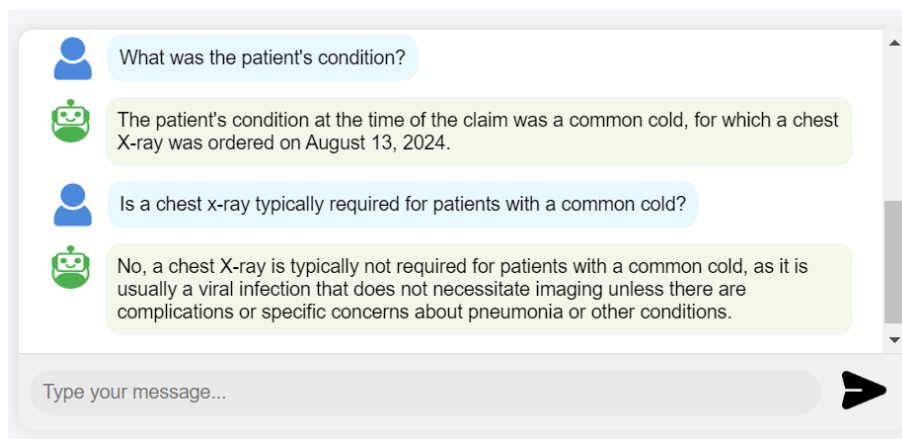 What was the patient's condition?
The patient's condition at the time of the claim was a common cold, for which a chest
X-ray was ordered on August 13, 2024.
Is a chest x-ray typically required for patients with a common cold?
No, a chest X-ray is typically not required for patients with a common cold, as it is
usually a viral infection that does not necessitate imaging unless there are
complications or specific concerns about pneumonia or other conditions.
Type your message...